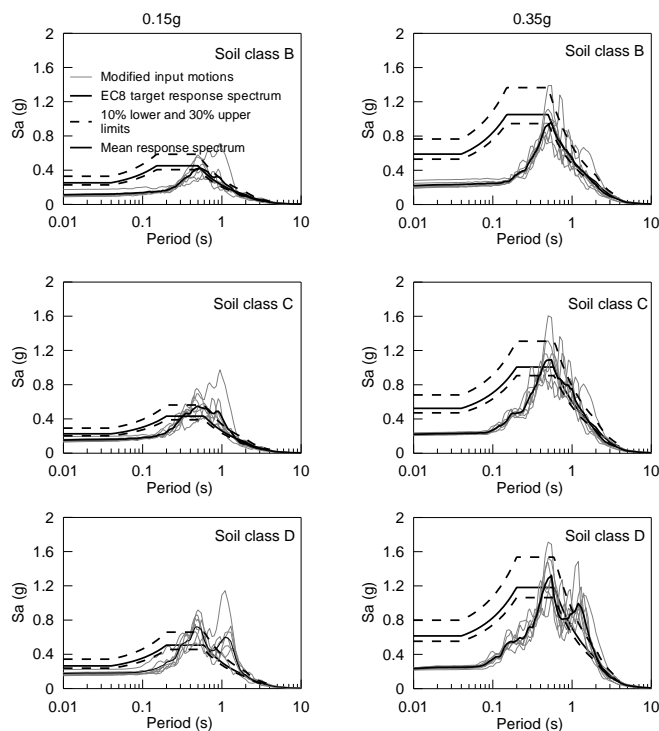 0.15g
0.35g
2
1.6
1.2
0.8
0.4
0
Sa (g)
Soil class B
Modified input motions
EC8 target response spectrum
10% lower and 30% upper
limits
Mean response spectrum
0.01 0.1 1 10
Period (s)
2
1.6
1.2
0.8
0.4
0
Sa (g)
Soil class B
0.01 0.1 1 10
Period (s)
2
1.6
1.2
0.8
0.4
0
Sa (g)
Soil class C
0.01 0.1 1 10
Period (s)
2
1.6
1.2
0.8
0.4
0
Sa (g)
Soil class C
0.01 0.1 1 10
Period (s)
2
1.6
1.2
0.8
0.4
0
Sa (g)
Soil class D
0.01 0.1 1 10
Period (s)
2
1.6
1.2
0.8
0.4
0
Sa (g)
Soil class D
0.01 0.1 1 10
Period (s)